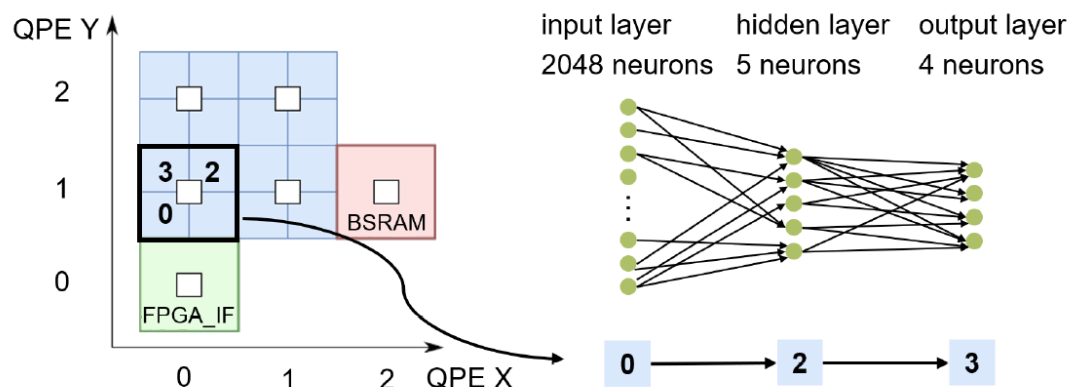 QPE Y
2
1
0
3 2
0
BSRAM
FPGA_IF
0 1 2 QPE X
input layer hidden layer output layer
2048 neurons 5 neurons 4 neurons
0 2 3